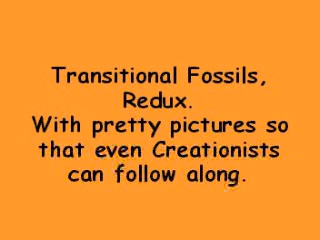 Transitional Fossils,
Redux.
With pretty pictures so
that even Creationists
can follow along.